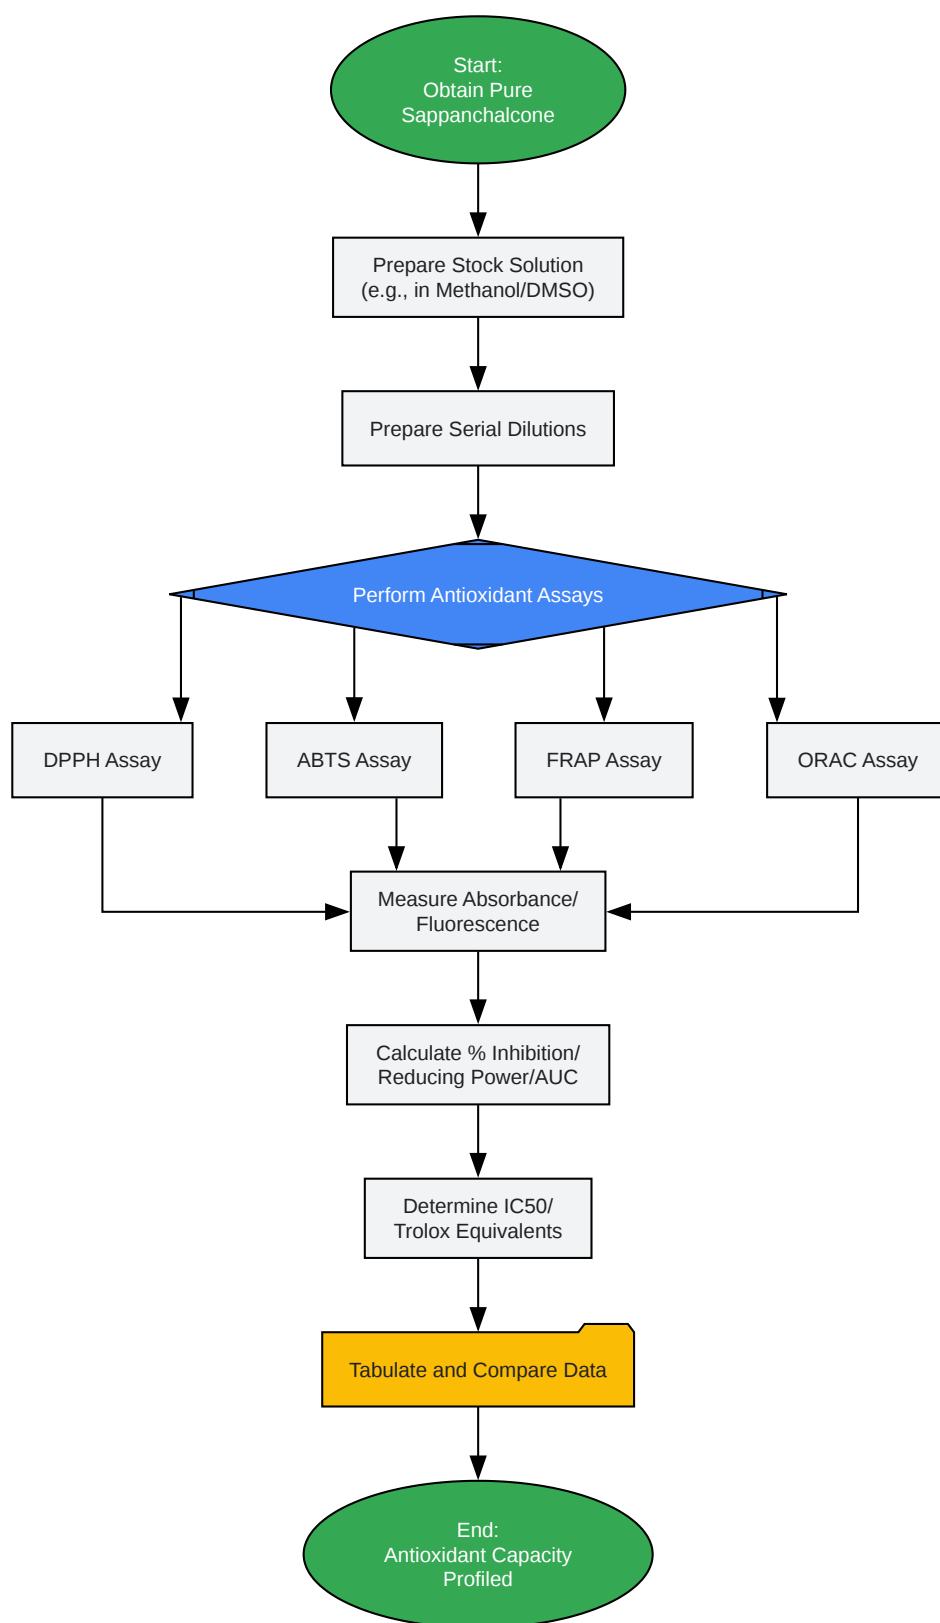 Start:
Obtain Pure
Sappanchalcone
Prepare Stock Solution
(e.g., in Methanol/DMSO)
Prepare Serial Dilutions
Perform Antioxidant Assays
DPPH Assay
ABTS Assay
FRAP Assay
ORAC Assay
Measure Absorbance/
Fluorescence
Calculate % Inhibition/
Reducing Power/AUC
Determine IC50/
Trolox Equivalents
Tabulate and Compare Data
End:
Antioxidant Capacity
Profiled